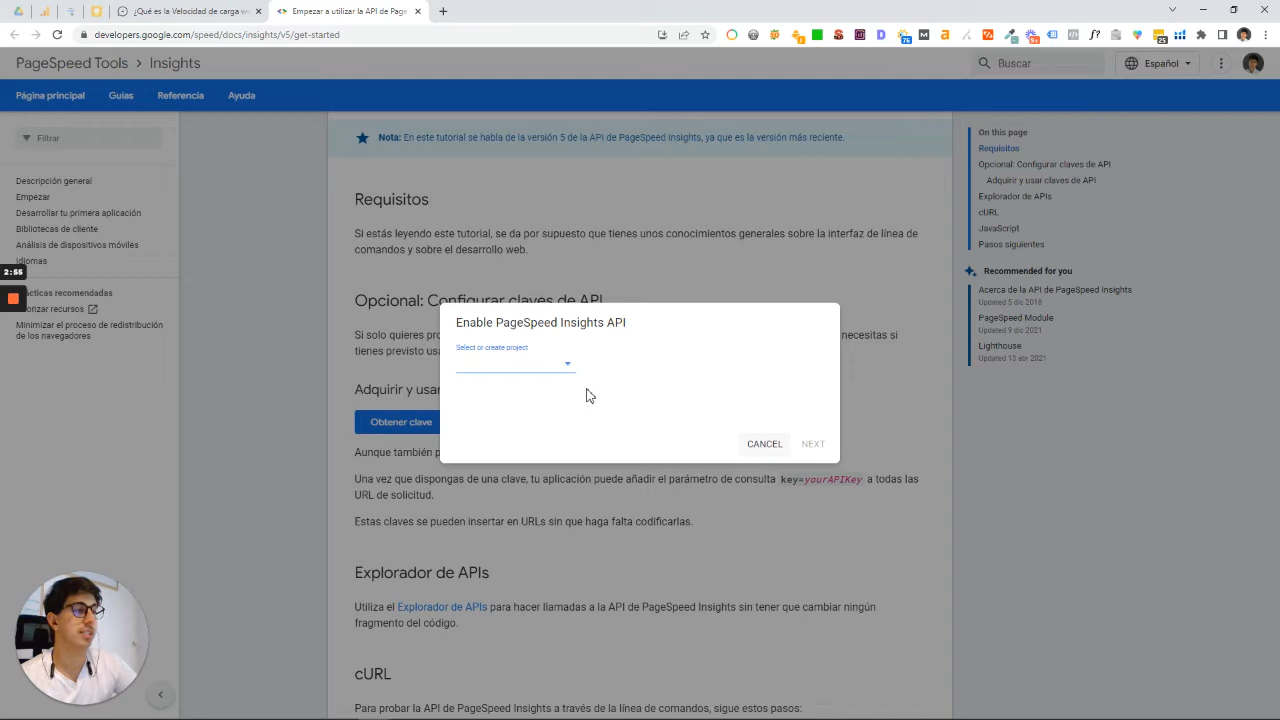 ¿Qué es la Velocidad de carga w
Empezar a utilizar la API de Page
developers.google.com/speed/docs/insights/v5/get-started
PageSpeed Tools > Insights
Buscar
Español
Página principal
Guías
Referencia
Ayuda
Filtrar
Descripción general
Empezar
Desarrollar tu primera aplicación
Bibliotecas de cliente
Análisis de dispositivos móviles
Idiomas
2:55
ácticas recomendadas
orizar recursos
Minimizar el proceso de redistribución
de los navegadores
Nota: En este tutorial se habla de la versión 5 de la API de PageSpeed Insights, ya que es la versión más reciente.
Requisitos
Si estás leyendo este tutorial, se da por supuesto que tienes unos conocimientos generales sobre la interfaz de línea de
comandos y sobre el desarrollo web.
Opcional: Configurar claves de API
Si solo quieres pro
necesitas si
tienes previsto usa
Adquirir y usar
Obtener clave
Aunque también p
Una vez que dispongas de una clave, tu aplicación puede añadir el parámetro de consulta key=yourAPIKey a todas las
URL de solicitud.
Estas claves se pueden insertar en URLs sin que haga falta codificarlas.
Explorador de APIs
Utiliza el Explorador de APIs para hacer llamadas a la API de PageSpeed Insights sin tener que cambiar ningún
fragmento del código.
cURL
Para probar la API de PageSpeed Insights a través de la línea de comandos, sigue estos pasos:
Enable PageSpeed Insights API
Select or create project
CANCEL
NEXT
On this page
Requisitos
Opcional: Configurar claves de API
Adquirir y usar claves de API
Explorador de APIs
cURL
JavaScript
Pasos siguientes
Recommended for you
Acerca de la API de PageSpeed Insights
Updated 5 dic 2018
PageSpeed Module
Updated 9 dic 2021
Lighthouse
Updated 13 abr 2021